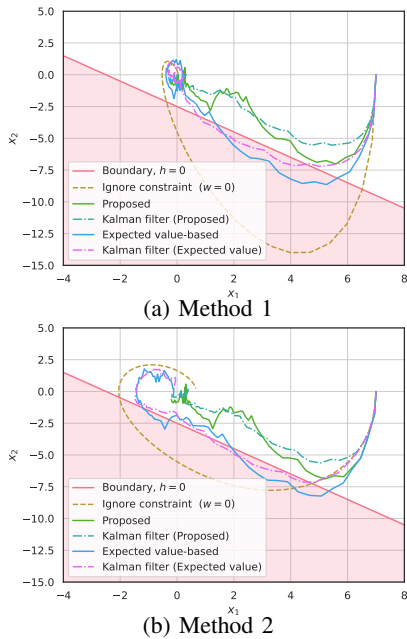 5.0
2.5
0.0
−2.5
−5.0
−7.5
−10.0
−12.5
−15.0
x₂
Boundary, h = 0
Ignore constraint (w = 0)
Proposed
Kalman filter (Proposed)
Expected value-based
Kalman filter (Expected value)
−4 −2 0 2 4 6 8
x₁
(a) Method 1
5.0
2.5
0.0
−2.5
−5.0
−7.5
−10.0
−12.5
−15.0
x₂
Boundary, h = 0
Ignore constraint (w = 0)
Proposed
Kalman filter (Proposed)
Expected value-based
Kalman filter (Expected value)
−4 −2 0 2 4 6 8
x₁
(b) Method 2